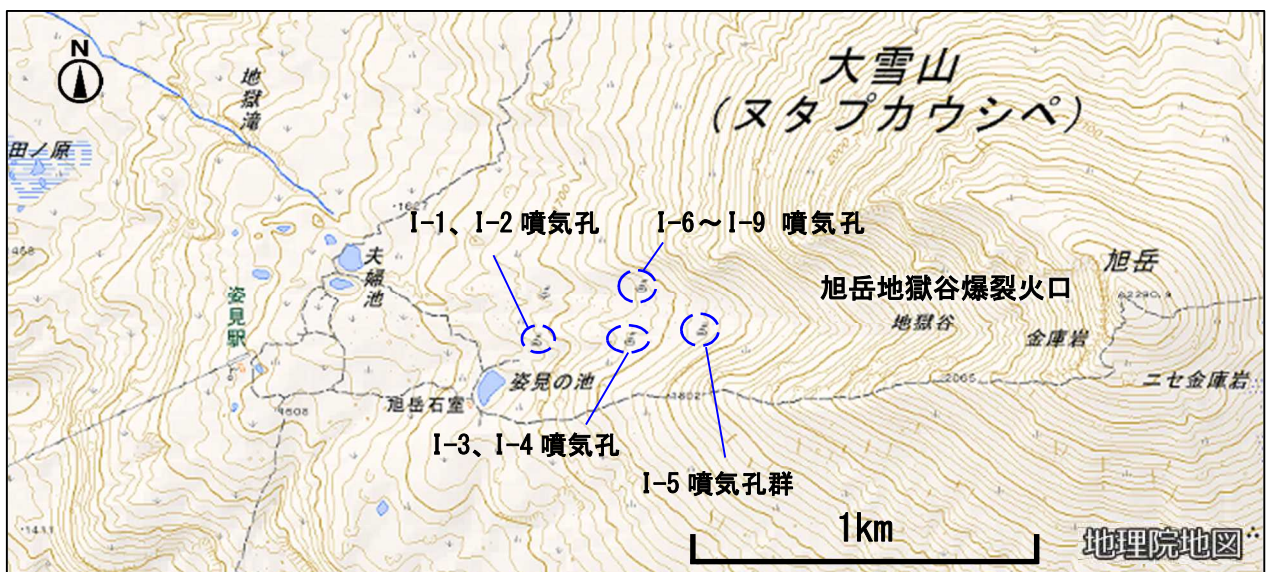 N
地獄滝
大雪山
(ヌタプカウシペ)
田ノ原
・1627
I-1、I-2 噴気孔
I-6～I-9 噴気孔
夫婦池
旭岳
姿見駅
旭岳地獄谷爆裂火口
地獄谷
金庫岩
姿見の池
2065
ニセ金庫岩
旭岳石室
1802
1608
I-3、I-4 噴気孔
I-5 噴気孔群
1km
・1411
地理院地図